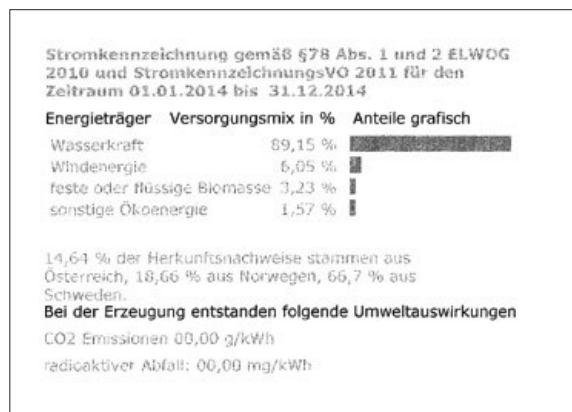 Stromkennzeichnung gemäß §78 Abs. 1 und 2 ELWOG
2010 und StromkennzeichnungsVO 2011 für den
Zeitraum 01.01.2014 bis 31.12.2014
Energieträger Versorgungsmix in % Anteile grafisch
Wasserkraft 89,15 %
Windenergie 6,05 %
feste oder flüssige Biomasse 3,23 %
sonstige Ökoenergie 1,57 %
14,64 % der Herkunftsnachweise stammen aus
Österreich, 18,66 % aus Norwegen, 66,7 % aus
Schweden.
Bei der Erzeugung entstanden folgende Umweltauswirkungen
CO2 Emissionen 00,00 g/kWh
radioaktiver Abfall: 00,00 mg/kWh